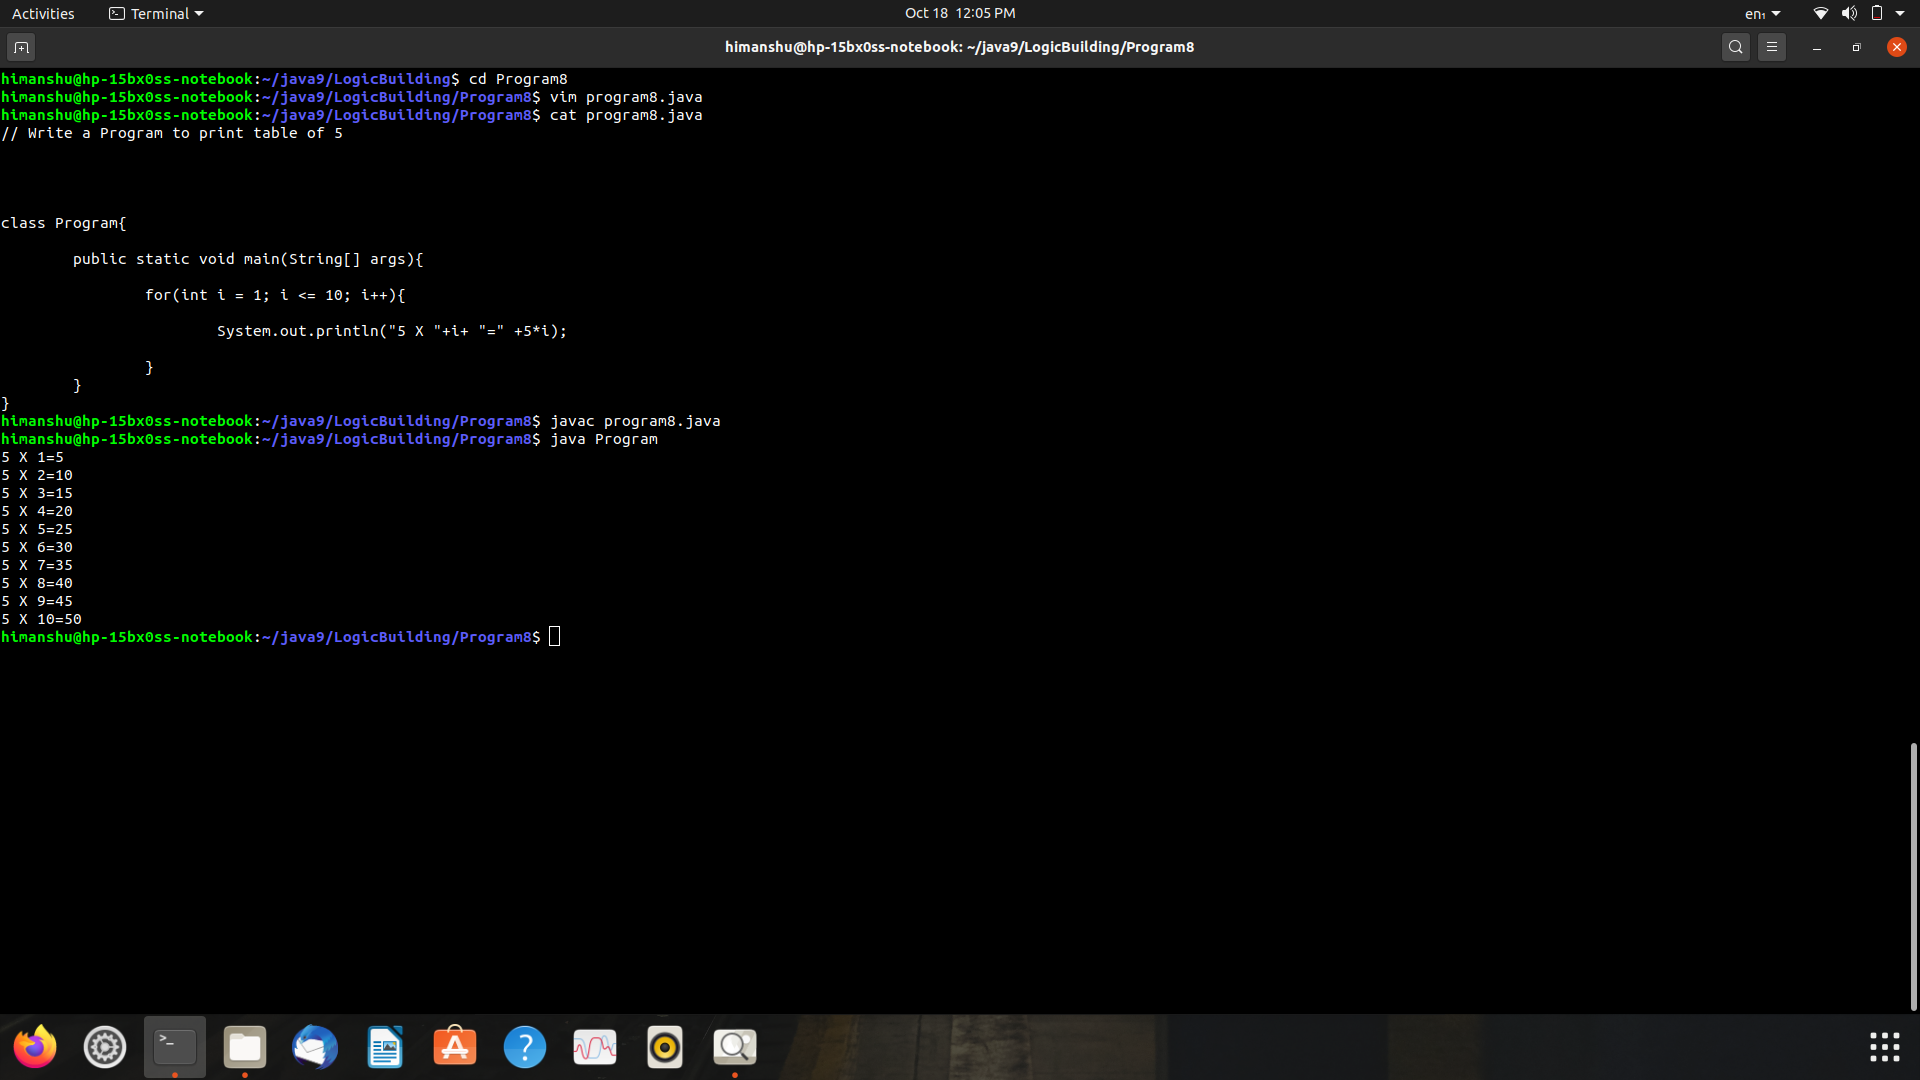 Activities Terminal Oct 18 12:05 PM en₁
himanshu@hp-15bx0ss-notebook: ~/java9/LogicBuilding/Program8
himanshu@hp-15bx0ss-notebook:~/java9/LogicBuilding$ cd Program8
himanshu@hp-15bx0ss-notebook:~/java9/LogicBuilding/Program8$ vim program8.java
himanshu@hp-15bx0ss-notebook:~/java9/LogicBuilding/Program8$ cat program8.java
// Write a Program to print table of 5
class Program{
public static void main(String[] args){
for(int i = 1; i <= 10; i++){
System.out.println("5 X "+i+ "=" +5*i);
}
}
}
himanshu@hp-15bx0ss-notebook:~/java9/LogicBuilding/Program8$ javac program8.java
himanshu@hp-15bx0ss-notebook:~/java9/LogicBuilding/Program8$ java Program
5 X 1=5
5 X 2=10
5 X 3=15
5 X 4=20
5 X 5=25
5 X 6=30
5 X 7=35
5 X 8=40
5 X 9=45
5 X 10=50
himanshu@hp-15bx0ss-notebook:~/java9/LogicBuilding/Program8$